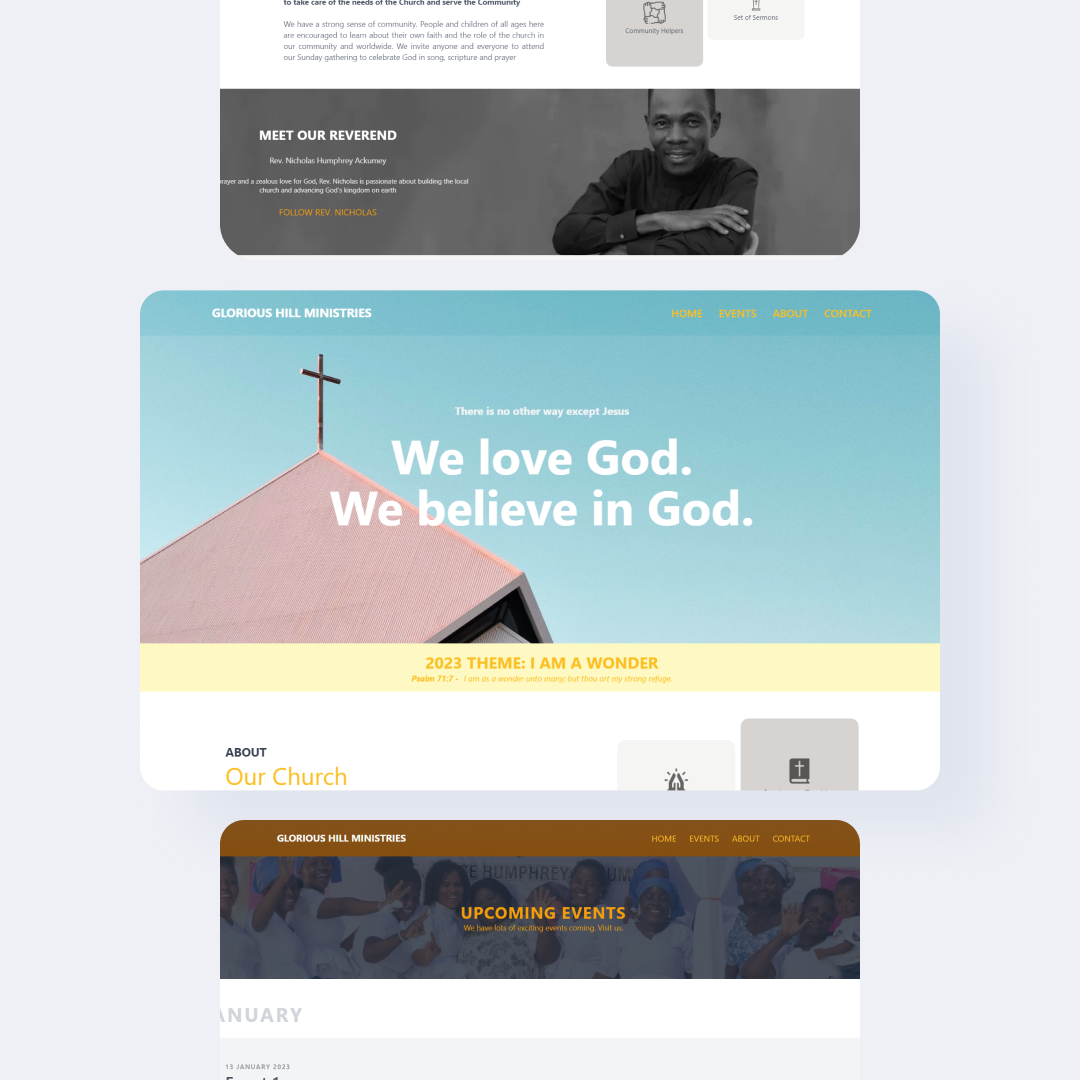 to take care of the needs of the Church and serve the Community
We have a strong sense of community. People and children of all ages here
are encouraged to learn about their own faith and the role of the church in
our community and worldwide. We invite anyone and everyone to attend
our Sunday gathering to celebrate God in song, scripture and prayer
Community Helpers
Set of Sermons
MEET OUR REVEREND
Rev. Nicholas Humphrey Ackumey
prayer and a zealous love for God, Rev. Nicholas is passionate about building the local
church and advancing God's kingdom on earth
FOLLOW REV. NICHOLAS
GLORIOUS HILL MINISTRIES
HOME EVENTS ABOUT CONTACT
There is no other way except Jesus
We love God.
We believe in God.
2023 THEME: I AM A WONDER
Psalm 71:7 - I am as a wonder unto many; but thou art my strong refuge.
ABOUT
Our Church
GLORIOUS HILL MINISTRIES
HOME EVENTS ABOUT CONTACT
CE HUMPHREY
UPCOMING EVENTS
We have lots of exciting events coming. Visit us.
ANUARY
13 JANUARY 2023
Event 1